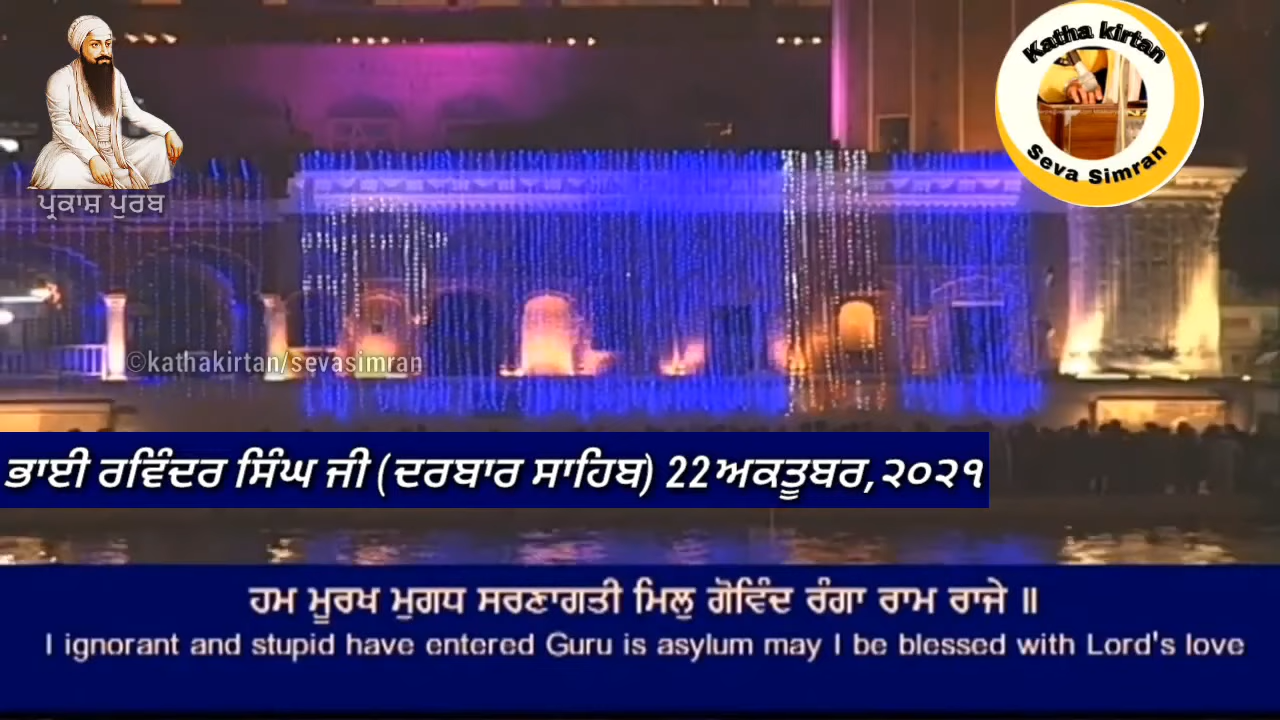 Katha kirtan
Seva Simran
ਪ੍ਰਕਾਸ਼ ਪੁਰਬ
©kathakirtan/sevasimran
ਭਾਈ ਰਵਿੰਦਰ ਸਿੰਘ ਜੀ (ਦਰਬਾਰ ਸਾਹਿਬ) 22ਅਕਤੂਬਰ,੨੦੨੧
ਹਮ ਮੂਰਖ ਮੁਗਧ ਸਰਣਾਗਤੀ ਮਿਲੁ ਗੋਵਿੰਦ ਰੰਗਾ ਰਾਮ ਰਾਜੇ ॥
I ignorant and stupid have entered Guru is asylum may I be blessed with Lord's love